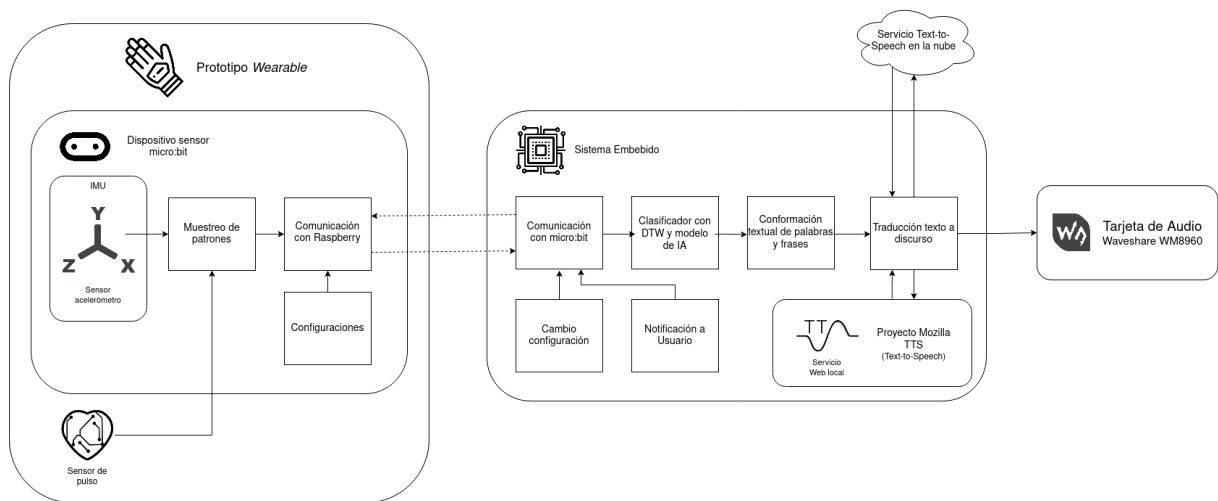 Prototipo Wearable
Dispositivo sensor
micro:bit
IMU
Y
Z
X
Sensor
acelerómetro
Muestreo de
patrones
Comunicación
con Raspberry
Configuraciones
Sensor de
pulso
Sistema Embebido
Comunicación
con micro:bit
Clasificador con
DTW y modelo
de IA
Conformación
textual de palabras
y frases
Traducción texto a
discurso
Cambio
configuración
Notificación a
Usuario
Servicio Text-to-
Speech en la nube
TT
Servicio
Web local
Proyecto Mozilla
TTS
(Text-to-Speech)
Tarjeta de Audio
Waveshare WM8960